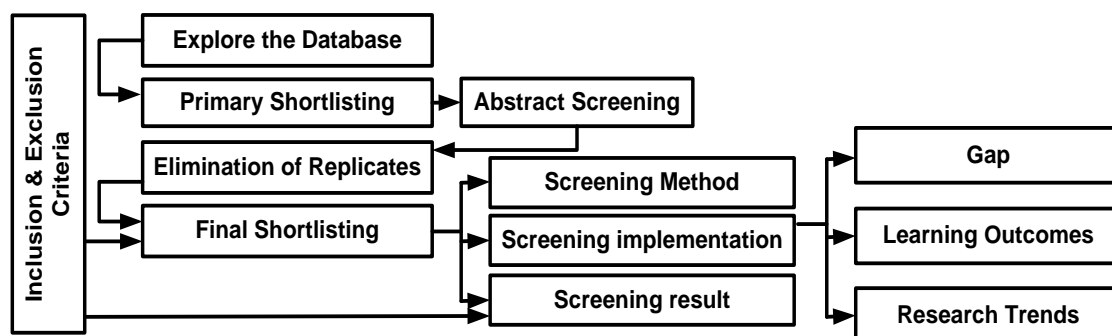 Inclusion & Exclusion
Criteria
Explore the Database
Primary Shortlisting
Abstract Screening
Elimination of Replicates
Final Shortlisting
Screening Method
Screening implementation
Screening result
Gap
Learning Outcomes
Research Trends